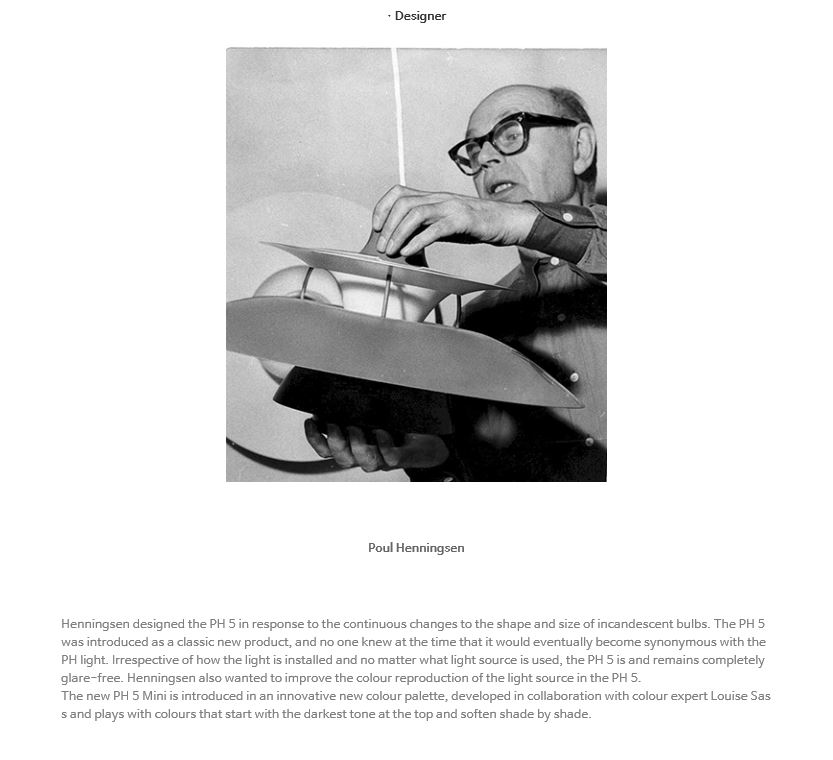 · Designer
Poul Henningsen
Henningsen designed the PH 5 in response to the continuous changes to the shape and size of incandescent bulbs. The PH 5
was introduced as a classic new product, and no one knew at the time that it would eventually become synonymous with the
PH light. Irrespective of how the light is installed and no matter what light source is used, the PH 5 is and remains completely
glare-free. Henningsen also wanted to improve the colour reproduction of the light source in the PH 5.
The new PH 5 Mini is introduced in an innovative new colour palette, developed in collaboration with colour expert Louise Sas
s and plays with colours that start with the darkest tone at the top and soften shade by shade.